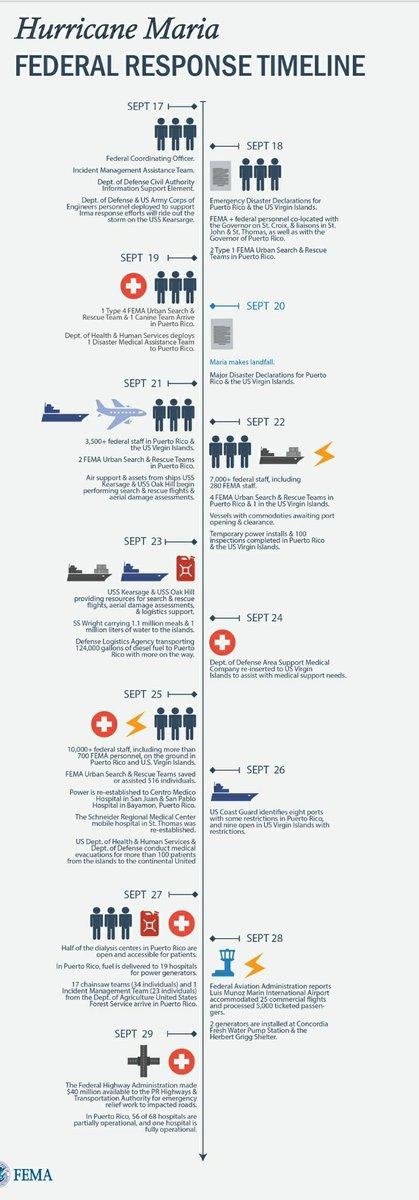 Hurricane Maria
FEDERAL RESPONSE TIMELINE
SEPT 17
Federal Coordinating Officer.
Incident Management Assistance Team.
Dept. of Defense Civil Authority
Information Support Element.
Dept. of Defense & US Army Corps of
Engineers personnel deployed to support
Irma response efforts will ride out the
storm on the USS Kearsarge.
SEPT 18
Emergency Disaster Declarations for
Puerto Rico & the US Virgin Islands.
FEMA + federal personnel co-located with
the Governor on St. Croix, & liaisons in St.
John & St. Thomas, as well as with the
Governor of Puerto Rico.
2 Type 1 FEMA Urban Search & Rescue
Teams in Puerto Rico.
SEPT 19
1 Type 4 FEMA Urban Search &
Rescue Team & 1 Canine Team Arrive
in Puerto Rico.
Dept. of Health & Human Services deploys
1 Disaster Medical Assistance Team
to Puerto Rico.
SEPT 20
Maria makes landfall.
Major Disaster Declarations for Puerto
Rico & the US Virgin Islands.
SEPT 21
3,500+ federal staff in Puerto Rico &
the US Virgin Islands.
2 FEMA Urban Search & Rescue Teams
in Puerto Rico.
Air support & assets from ships USS
Kearsage & USS Oak Hill begin
performing search & rescue flights &
aerial damage assessments.
SEPT 22
7,000+ federal staff, including
280 FEMA staff.
4 FEMA Urban Search & Rescue Teams in
Puerto Rico & 1 in the US Virgin Islands.
Vessels with commodities awaiting port
opening & clearance.
Temporary power installs & 100
inspections completed in Puerto Rico
& the US Virgin Islands.
SEPT 23
USS Kearsage & USS Oak Hill
providing resources for search & rescue
flights, aerial damage assessments,
& logistics support.
SS Wright carrying 1.1 million meals & 1
million liters of water to the islands.
Defense Logistics Agency transporting
124,000 gallons of diesel fuel to Puerto
Rico with more on the way.
SEPT 24
Dept. of Defense Area Support Medical
Company re-inserted to US Virgin
Islands to assist with medical support needs.
SEPT 25
10,000+ federal staff, including more than
700 FEMA personnel, on the ground in
Puerto Rico and U.S. Virgin Islands.
FEMA Urban Search & Rescue Teams saved
or assisted 516 individuals.
Power is re-established to Centro Medico
Hospital in San Juan & San Pablo
Hospital in Bayamon, Puerto Rico.
The Schneider Regional Medical Center
mobile hospital in St. Thomas was
re-established.
US Dept. of Health & Human Services &
Dept. of Defense conduct medical
evacuations for more than 100 patients
from the islands to the continental United
SEPT 26
US Coast Guard identifies eight ports
with some restrictions in Puerto Rico,
and nine open in US Virgin Islands with
restrictions.
SEPT 27
Half of the dialysis centers in Puerto Rico are
open and accessible for patients.
In Puerto Rico, fuel is delivered to 19 hospitals
for power generators.
17 chainsaw teams (34 individuals) and 1
Incident Management Team (23 individuals)
from the Dept. of Agriculture United States
Forest Service arrive in Puerto Rico.
SEPT 28
Federal Aviation Administration reports
Luis Munoz Marin International Airport
accommodated 25 commercial flights
and processed 5,000 ticketed passen-
gers.
2 generators are installed at Concordia
Fresh Water Pump Station & the
Herbert Grigg Shelter.
SEPT 29
The Federal Highway Administration made
$40 million available to the PR Highways &
Transportation Authority for emergency
relief work to impacted roads.
In Puerto Rico, 56 of 68 hospitals are
partially operational, and one hospital is
fully operational.
FEMA